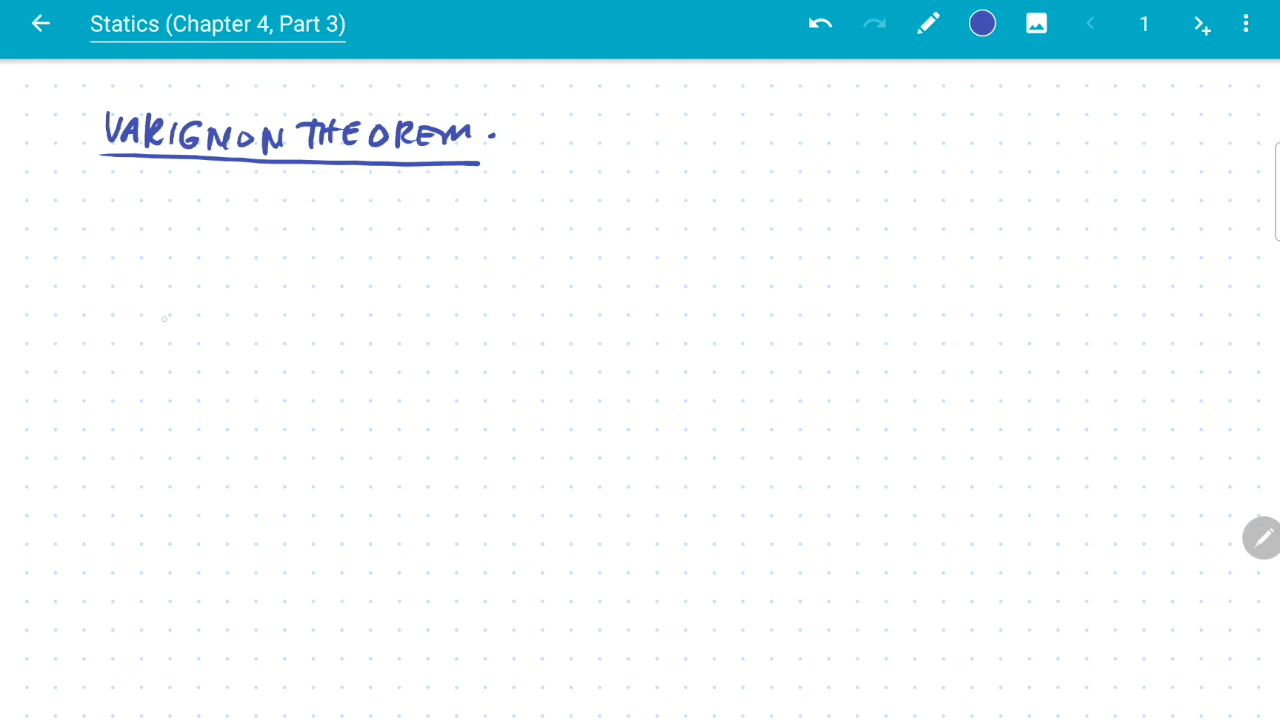 Statics (Chapter 4, Part 3)
1
VARIGNON THEOREM.